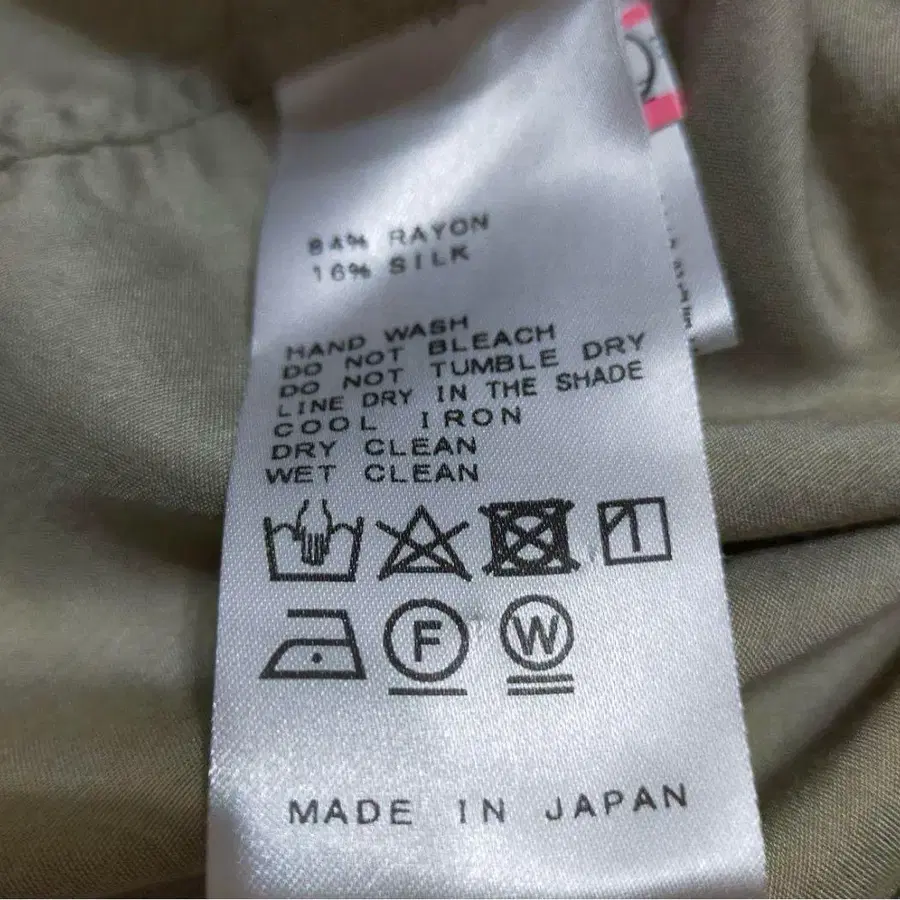 84% RAYON
16% SILK
HAND WASH
DO NOT BLEACH
DO NOT TUMBLE DRY
LINE DRY IN THE SHADE
COOL IRON
DRY CLEAN
WET CLEAN
F
W
MADE IN JAPAN